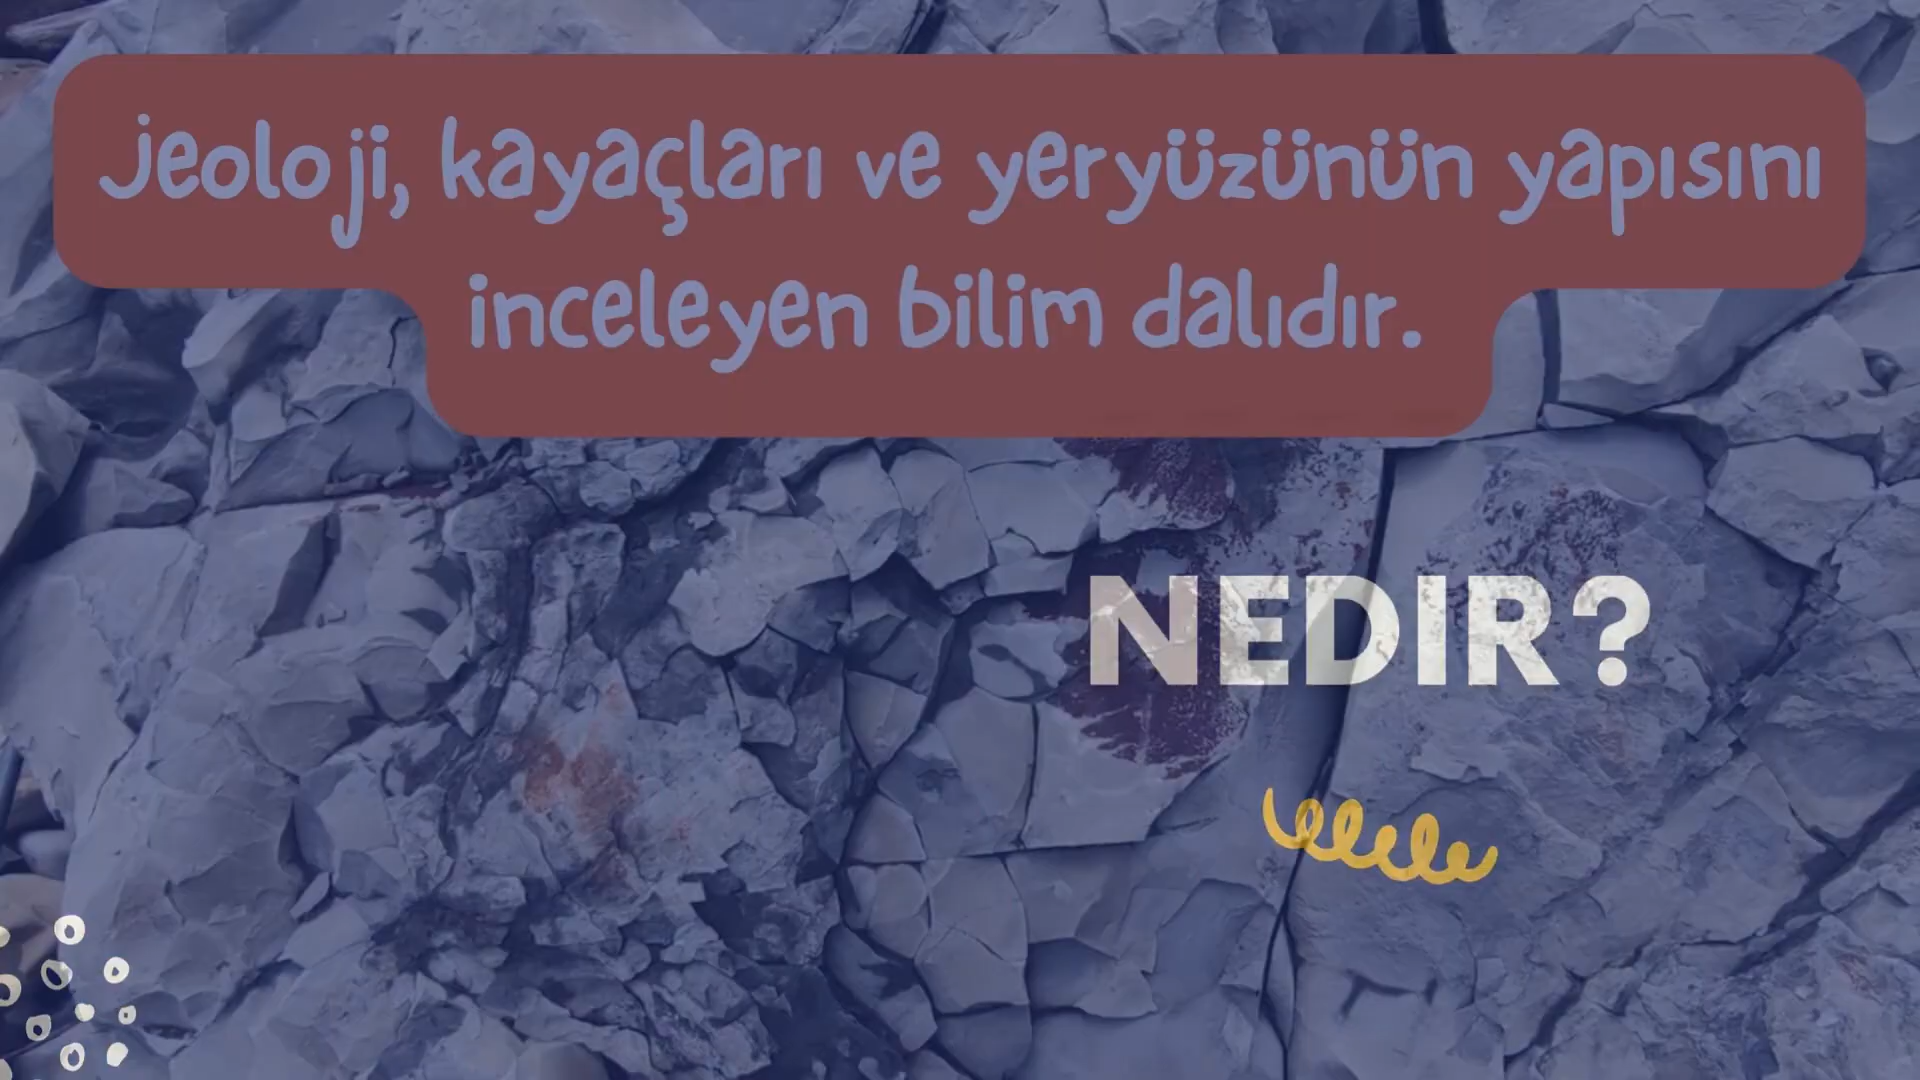 Jeoloji, kayaçları ve yeryüzünün yapısını
inceleyen bilim dalıdır.
NEDIR?